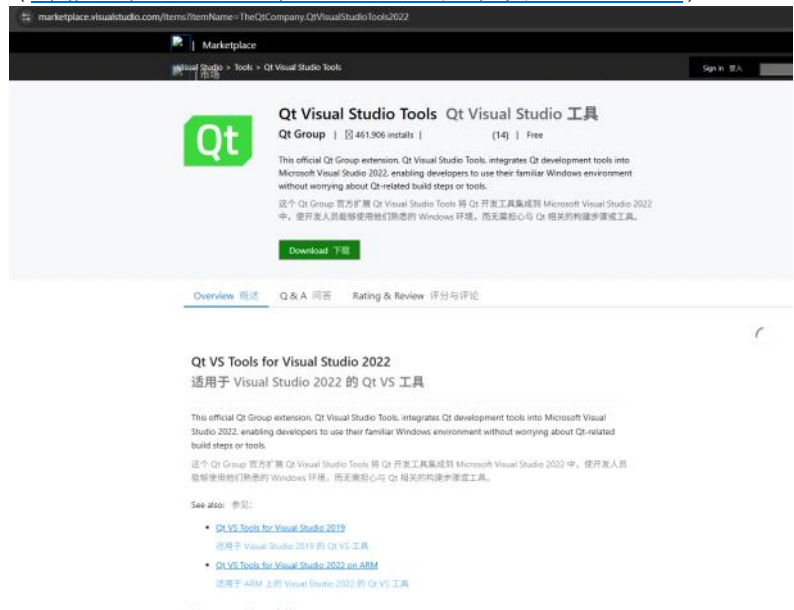 marketplace.visualstudio.com/items?itemName=TheQtCompany.QtVisualStudioTools2022
| Marketplace
Visual Studio > Tools > Qt Visual Studio Tools
| 市场
Sign in 登入
Qt
Qt Visual Studio Tools Qt Visual Studio 工具
Qt Group | 461,906 installs | (14) | Free
This official Qt Group extension, Qt Visual Studio Tools, integrates Qt development tools into
Microsoft Visual Studio 2022, enabling developers to use their familiar Windows environment
without worrying about Qt-related build steps or tools.
这个 Qt Group 官方扩展 Qt Visual Studio Tools 将 Qt 开发工具集成到 Microsoft Visual Studio 2022
中，使开发人员能够使用他们熟悉的 Windows 环境，而无需担心与 Qt 相关的构建步骤或工具。
Download 下载
Overview 概述 Q & A 问答 Rating & Review 评分与评论
Qt VS Tools for Visual Studio 2022
适用于 Visual Studio 2022 的 Qt VS 工具
This official Qt Group extension, Qt Visual Studio Tools, integrates Qt development tools into Microsoft Visual
Studio 2022, enabling developers to use their familiar Windows environment without worrying about Qt-related
build steps or tools.
这个 Qt Group 官方扩展 Qt Visual Studio Tools 将 Qt 开发工具集成到 Microsoft Visual Studio 2022 中，使开发人员
能够使用他们熟悉的 Windows 环境，而无需担心与 Qt 相关的构建步骤或工具。
See also: 参见：
Qt VS Tools for Visual Studio 2019
适用于 Visual Studio 2019 的 Qt VS 工具
Qt VS Tools for Visual Studio 2022 on ARM
适用于 ARM 上的 Visual Studio 2022 的 Qt VS 工具